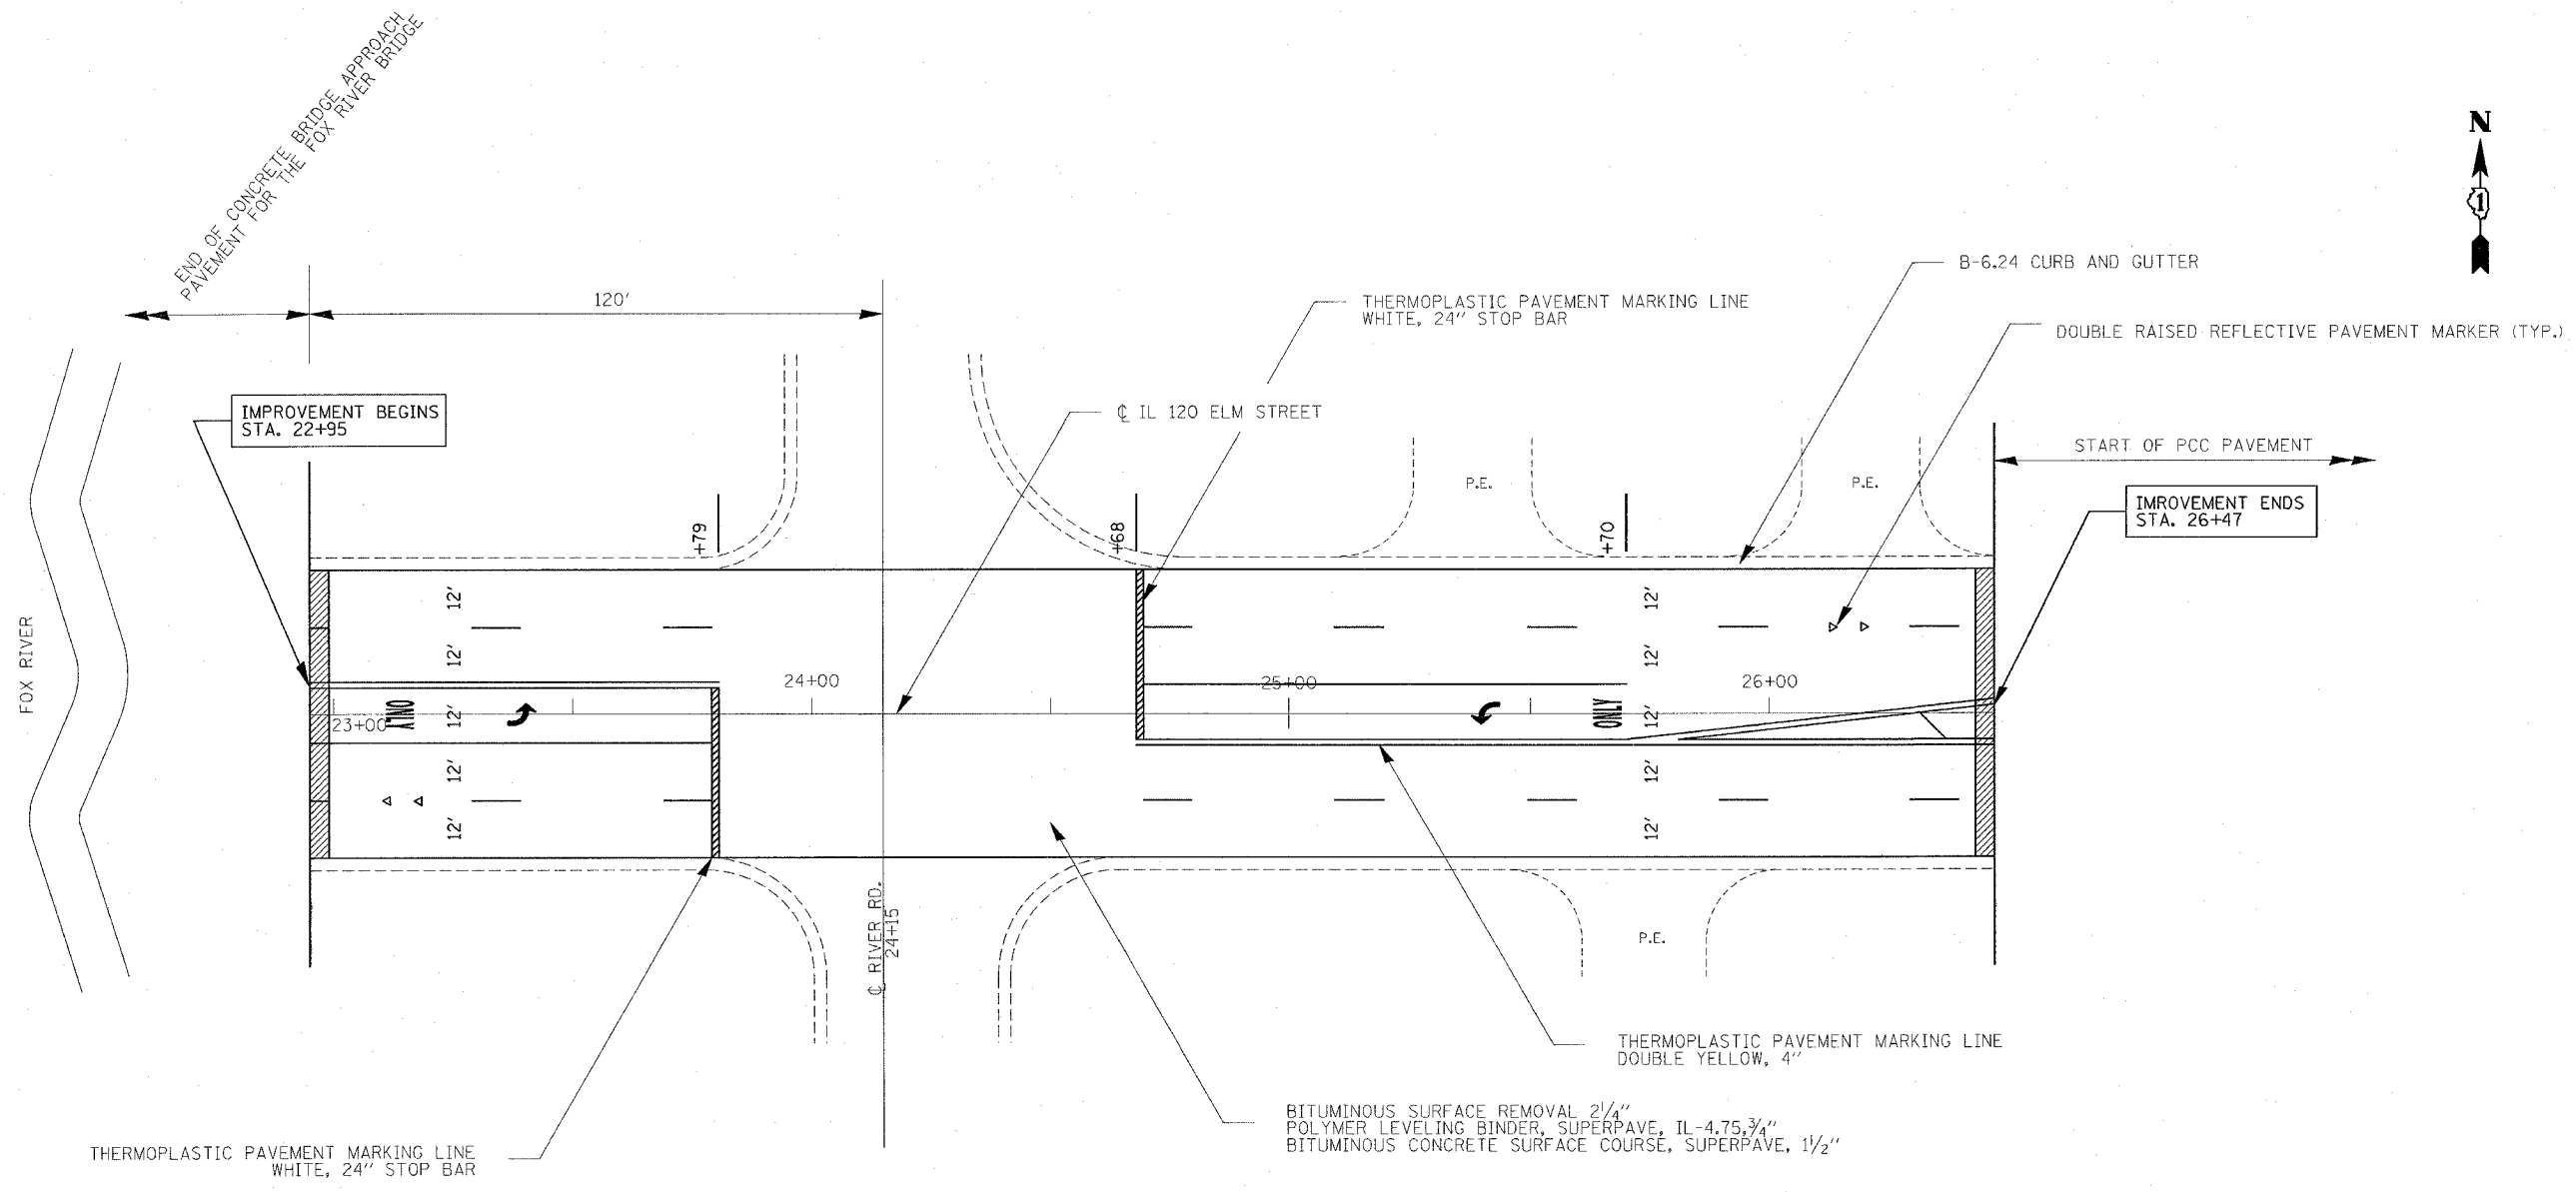 END OF CONCRETE BRIDGE APPROACH
PAVEMENT FOR THE FOX RIVER BRIDGE
N
1
B-6.24 CURB AND GUTTER
120'
THERMOPLASTIC PAVEMENT MARKING LINE
WHITE, 24" STOP BAR
DOUBLE RAISED REFLECTIVE PAVEMENT MARKER (TYP.)
IMPROVEMENT BEGINS
STA. 22+95
℄ IL 120 ELM STREET
START OF PCC PAVEMENT
P.E.
P.E.
IMROVEMENT ENDS
STA. 26+47
+79
+68
+70
12'
12'
12'
12'
FOX RIVER
24+00
25+00
26+00
23+00
ONLY
12'
ONLY
12'
12'
12'
12'
12'
℄ RIVER RD.
24+15
P.E.
THERMOPLASTIC PAVEMENT MARKING LINE
DOUBLE YELLOW, 4"
BITUMINOUS SURFACE REMOVAL 2 1/4"
POLYMER LEVELING BINDER, SUPERPAVE, IL-4.75, 3/4"
BITUMINOUS CONCRETE SURFACE COURSE, SUPERPAVE, 1 1/2"
THERMOPLASTIC PAVEMENT MARKING LINE
WHITE, 24" STOP BAR